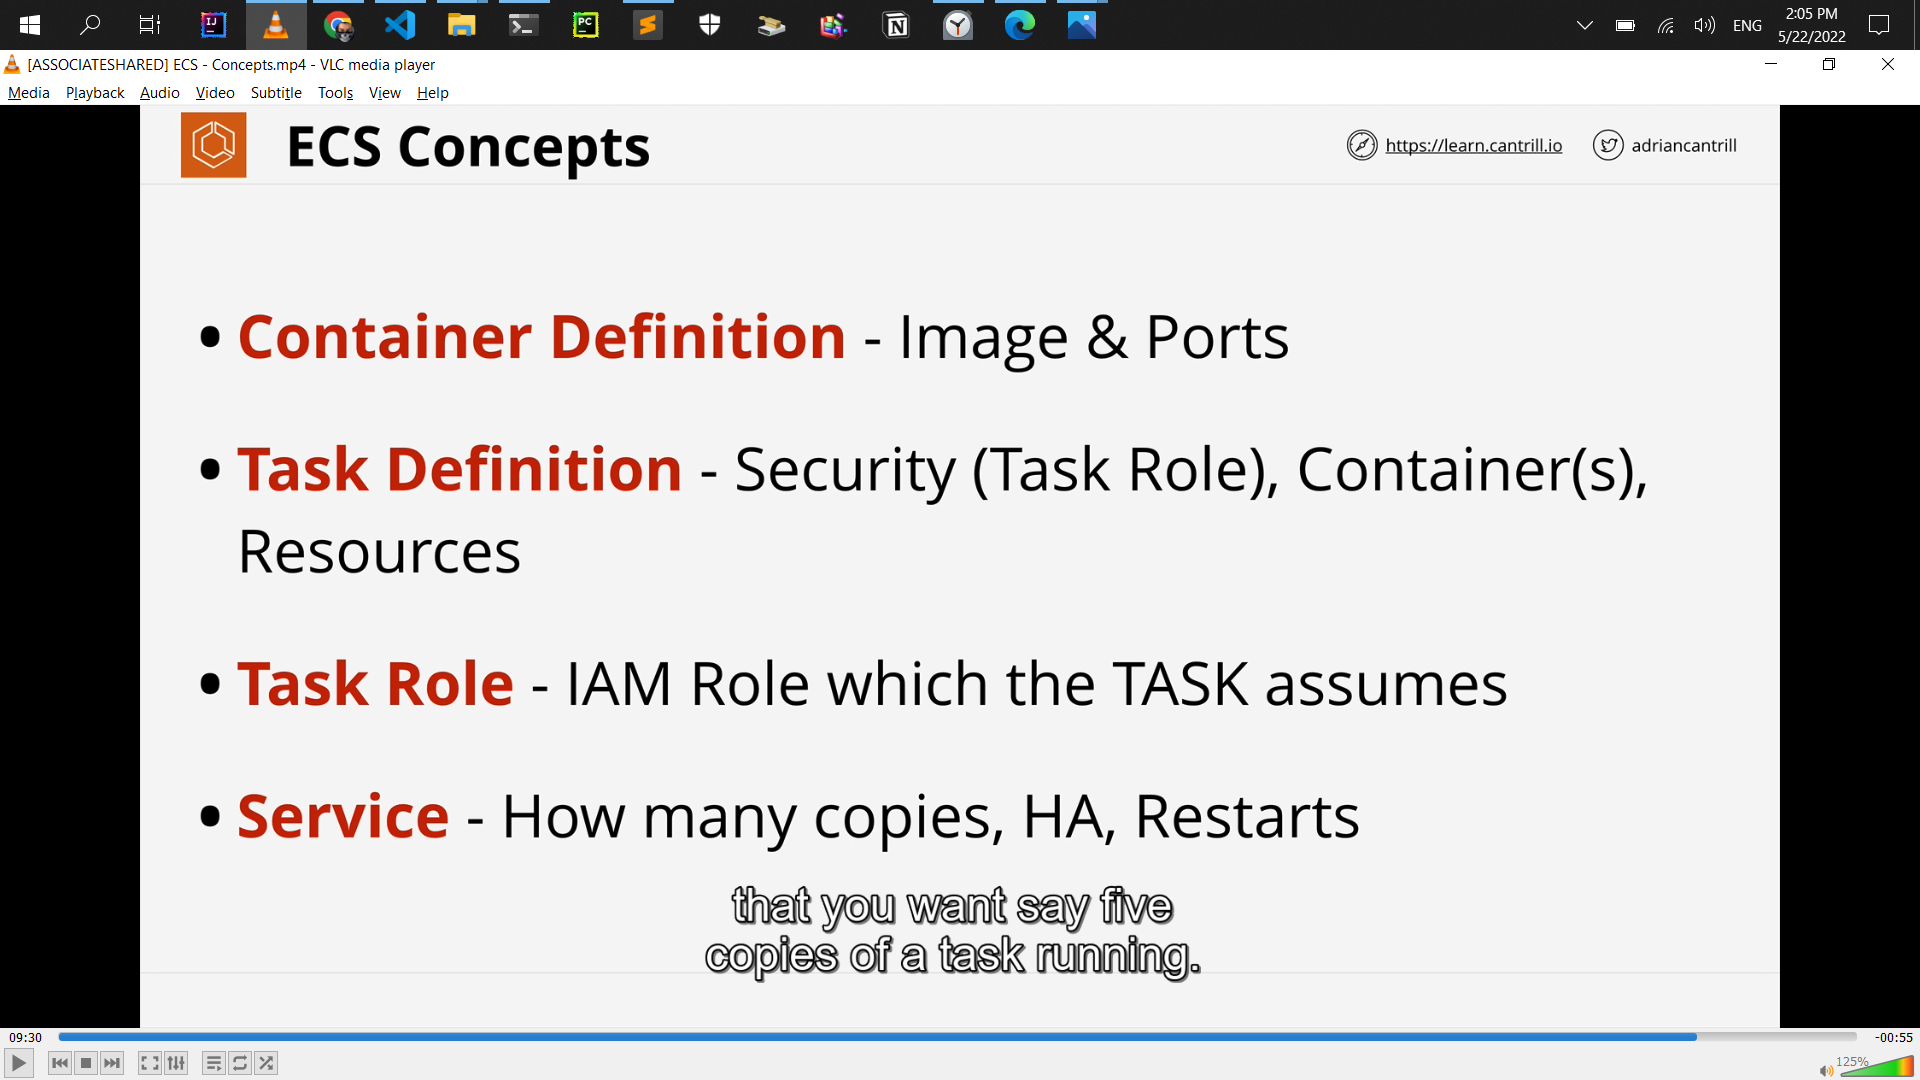 IJ
PC
N
ENG
2:05 PM
5/22/2022
[ASSOCIATESHARED] ECS - Concepts.mp4 - VLC media player
Media Playback Audio Video Subtitle Tools View Help
ECS Concepts
https://learn.cantrill.io
adriancantrill
• Container Definition - Image & Ports
• Task Definition - Security (Task Role), Container(s),
Resources
• Task Role - IAM Role which the TASK assumes
• Service - How many copies, HA, Restarts
that you want say five
copies of a task running.
09:30
-00:55
125%